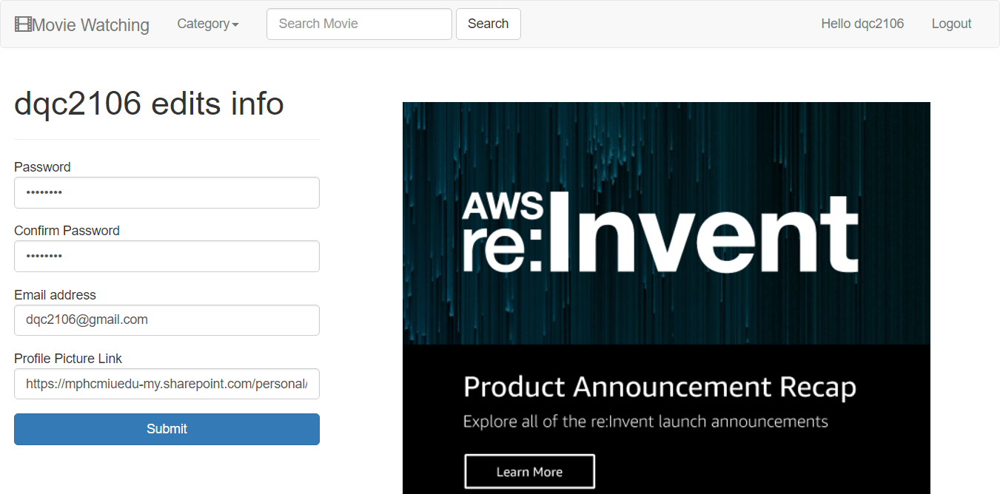 Movie Watching Category Search Movie Search Hello dqc2106 Logout
dqc2106 edits info
Password
••••••••
Confirm Password
••••••••
Email address
dqc2106@gmail.com
Profile Picture Link
https://mphcmiuedu-my.sharepoint.com/personal/
Submit
AWS
re:Invent
Product Announcement Recap
Explore all of the re:Invent launch announcements
Learn More